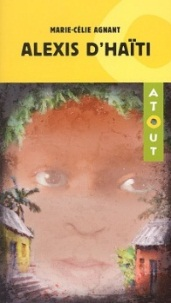 MARIE-CÉLIE AGNANT
ALEXIS D'HAÏTI
ATOUT